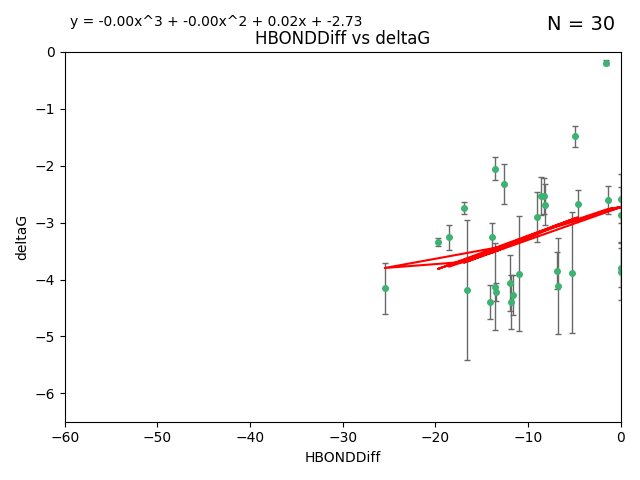 y = -0.00x^3 + -0.00x^2 + 0.02x + -2.73
N = 30
HBONDDiff vs deltaG
0
−1
−2
−3
−4
−5
−6
deltaG
−60
−50
−40
−30
−20
−10
0
HBONDDiff